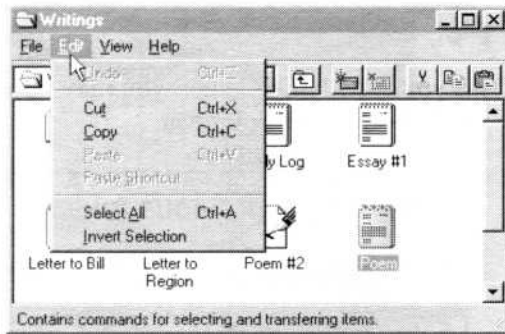 Writings
File Edit View Help
Undo Ctrl+Z
Cut Ctrl+X
Copy Ctrl+C
Paste Ctrl+V
Paste Shortcut
Select All Ctrl+A
Invert Selection
Log Essay #1
Letter to Bill Letter to Region Poem #2 Poem
Contains commands for selecting and transferring items.